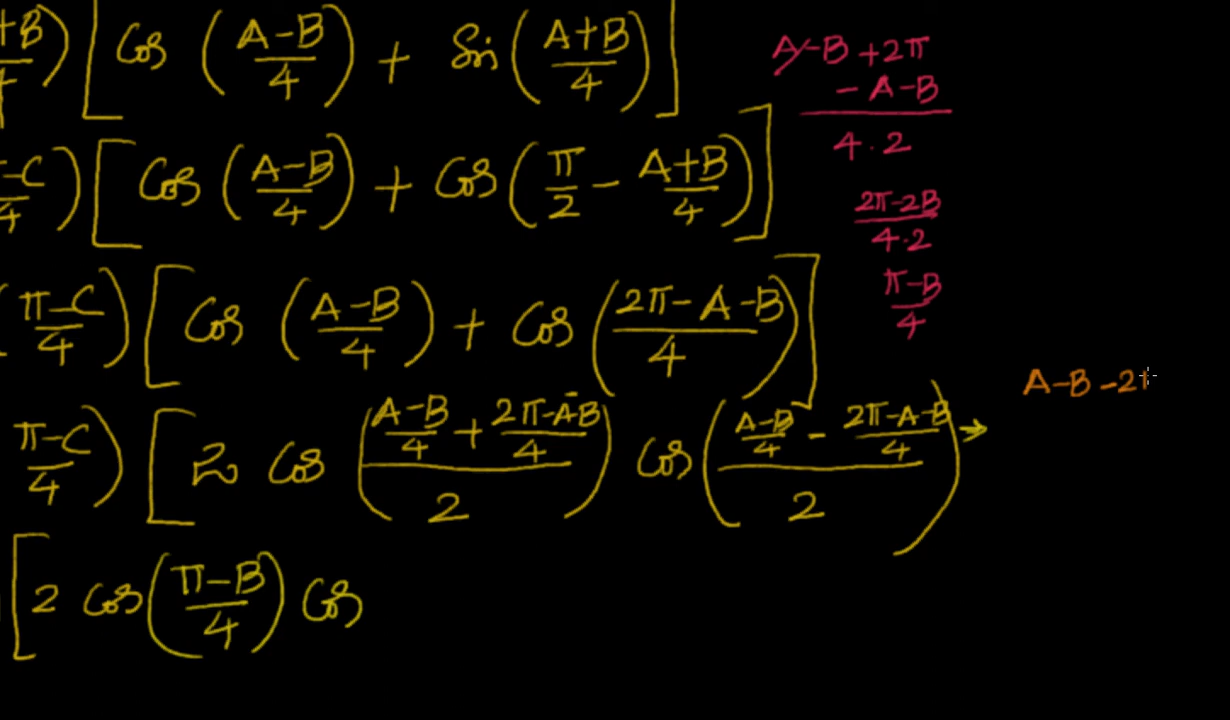 +B/4) [Cos (A-B/4) + Sin (A+B/4)]
-C/4) [Cos (A-B/4) + Cos (π/2 - A+B/4)]
(π-C/4) [Cos (A-B/4) + Cos (2π-A-B/4)]
π-C/4) [2 Cos (A-B/4 + 2π-A-B/4 / 2) Cos (A-B/4 - 2π-A-B/4 / 2) →
[2 Cos (π-B/4) Cos
A-B+2π
-A-B
4.2
2π-2B/4.2
π-B/4
A-B-2